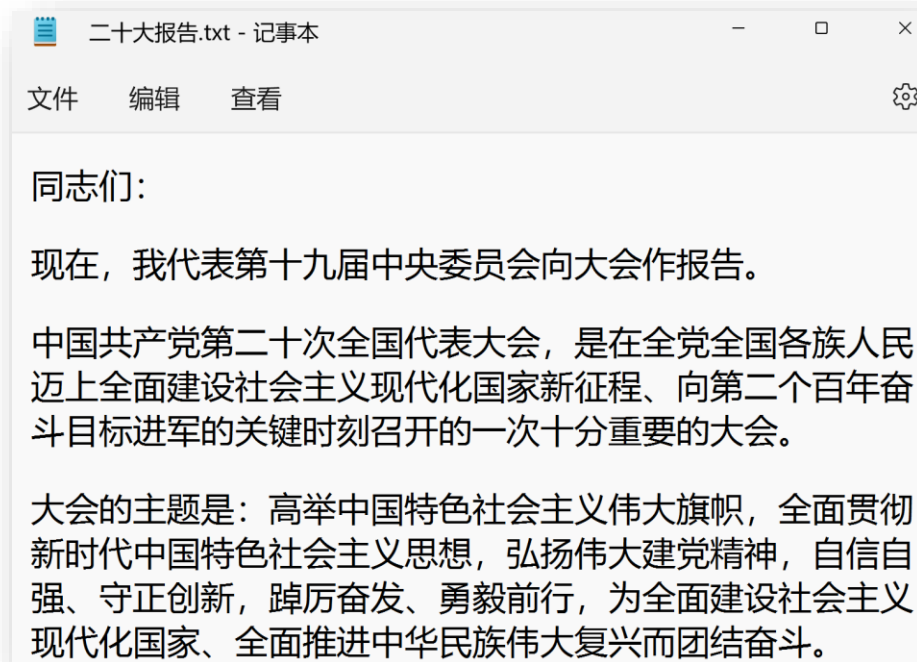 二十大报告.txt - 记事本
文件 编辑 查看
同志们：
现在，我代表第十九届中央委员会向大会作报告。
中国共产党第二十次全国代表大会，是在全党全国各族人民
迈上全面建设社会主义现代化国家新征程、向第二个百年奋
斗目标进军的关键时刻召开的一次十分重要的大会。
大会的主题是：高举中国特色社会主义伟大旗帜，全面贯彻
新时代中国特色社会主义思想，弘扬伟大建党精神，自信自
强、守正创新，踔厉奋发、勇毅前行，为全面建设社会主义
现代化国家、全面推进中华民族伟大复兴而团结奋斗。